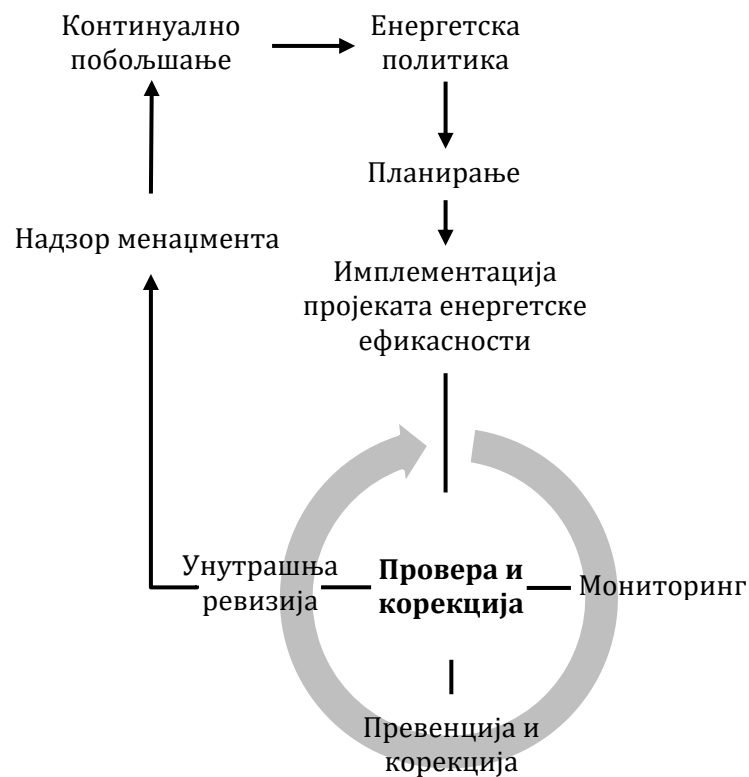 Континуално
побољшање
Енергетска
политика
Планирање
Надзор менаџмента
Имплементација
пројеката енергетске
ефикасности
Унутрашња
ревизија
Провера и
корекција
Мониторинг
Превенција и
корекција